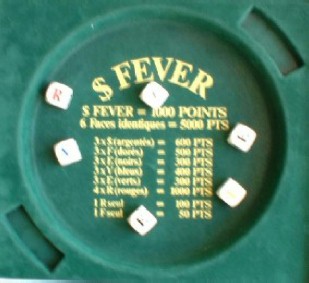 $ FEVER
$ FEVER = 1000 POINTS
6 Faces identiques = 5000 PTS
3 x $ (argentés) = 600 PTS
3 x F (dorés) = 500 PTS
3 x E (noirs) = 300 PTS
3 x V (bleus) = 400 PTS
3 x E (verts) = 300 PTS
4 x R (rouges) = 1000 PTS
1 R seul = 100 PTS
1 F seul = 50 PTS
R